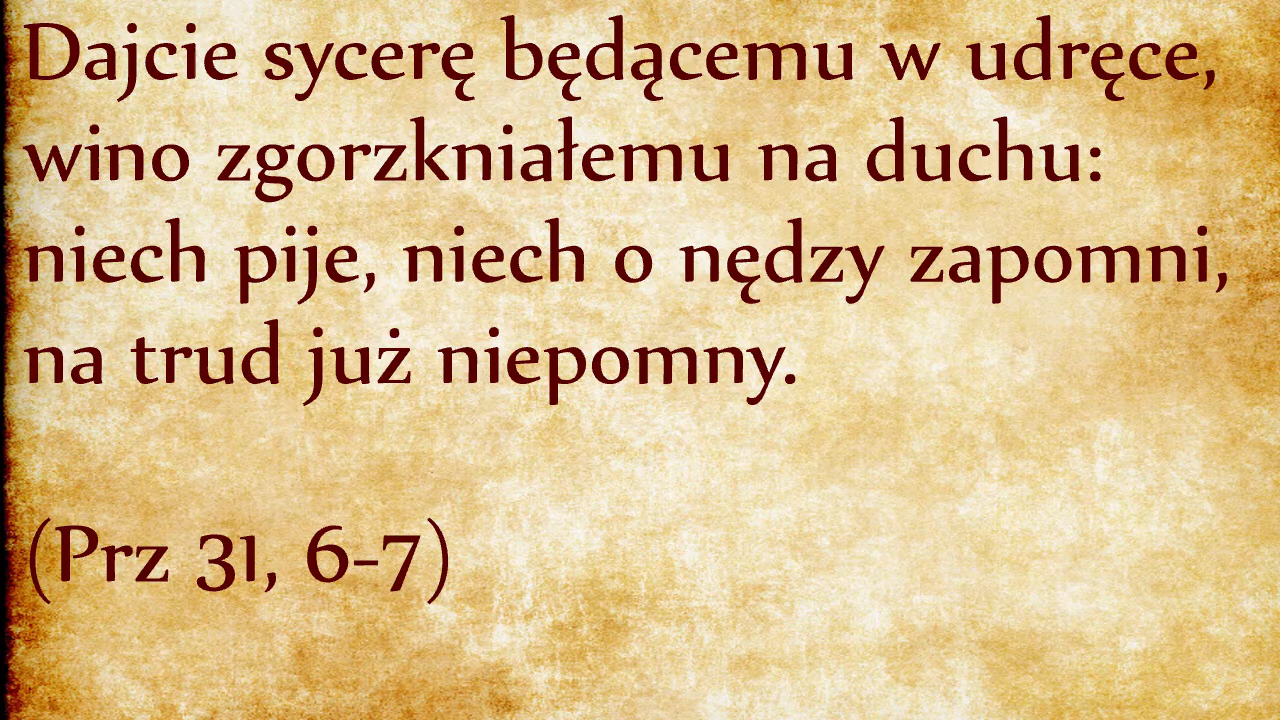 Dajcie sycerę będącemu w udręce,
wino zgorzkniałemu na duchu:
niech pije, niech o nędzy zapomni,
na trud już niepomny.
(Prz 31, 6-7)